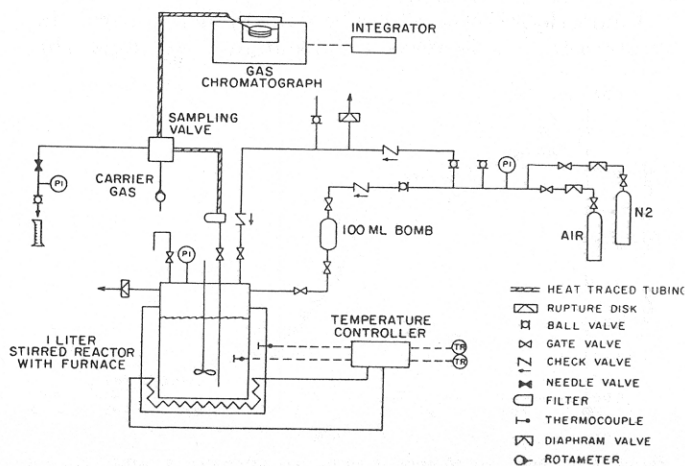 INTEGRATOR
GAS
CHROMATOGRAPH
SAMPLING
VALVE
PI
CARRIER
GAS
PI
N2
AIR
100 ML BOMB
PI
1 LITER
STIRRED REACTOR
WITH FURNACE
TEMPERATURE
CONTROLLER
TR
TR
HEAT TRACED TUBING
RUPTURE DISK
BALL VALVE
GATE VALVE
CHECK VALVE
NEEDLE VALVE
FILTER
THERMOCOUPLE
DIAPHRAM VALVE
ROTAMETER